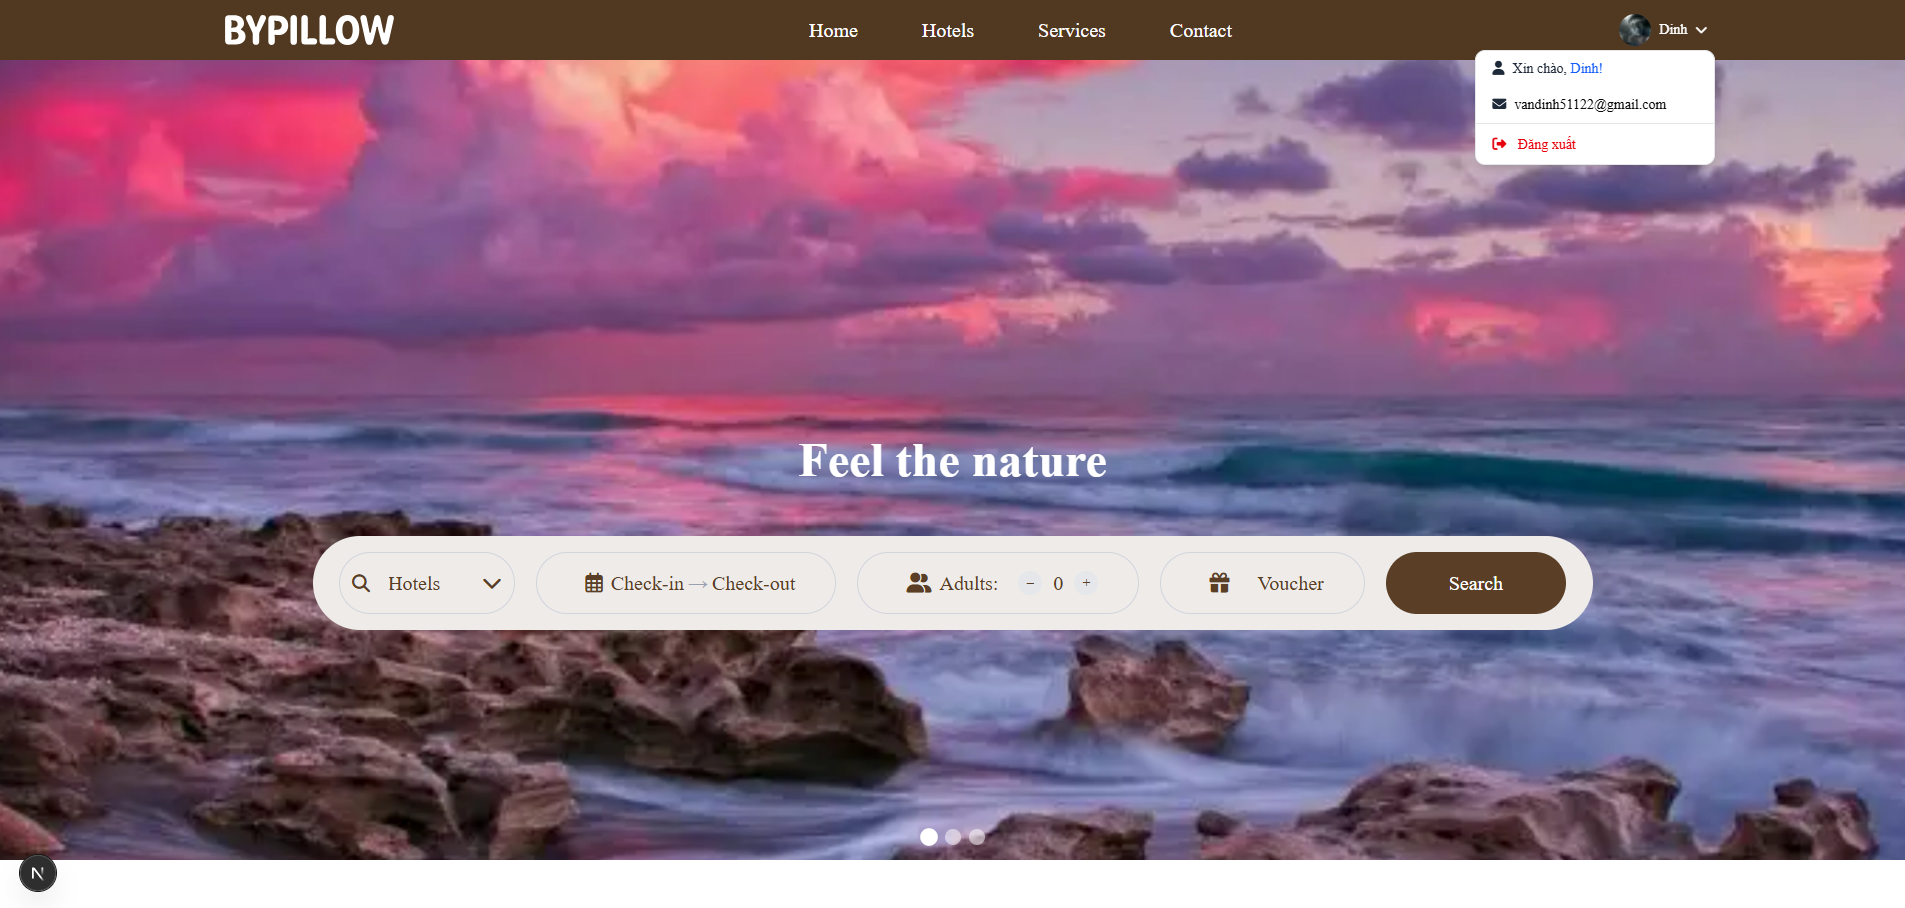 BYPILLOW
Home
Hotels
Services
Contact
Dinh
Xin chào, Dinh!
vandinh51122@gmail.com
Đăng xuất
Feel the nature
Hotels
Check-in → Check-out
Adults: − 0 +
Voucher
Search
N